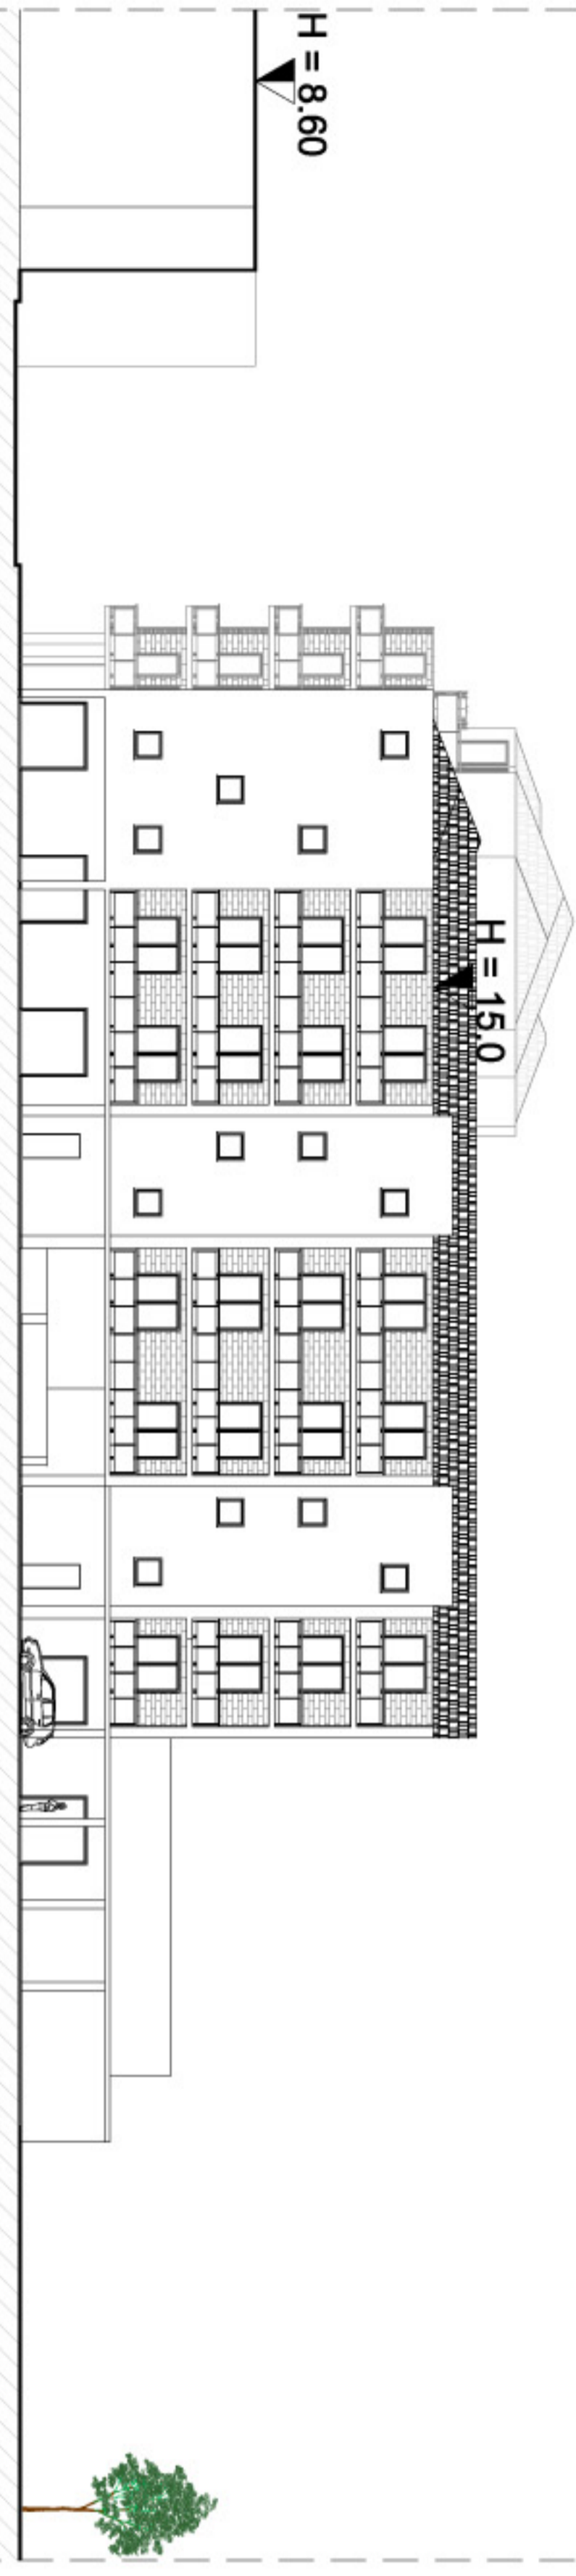 H = 8.60
H = 15.0